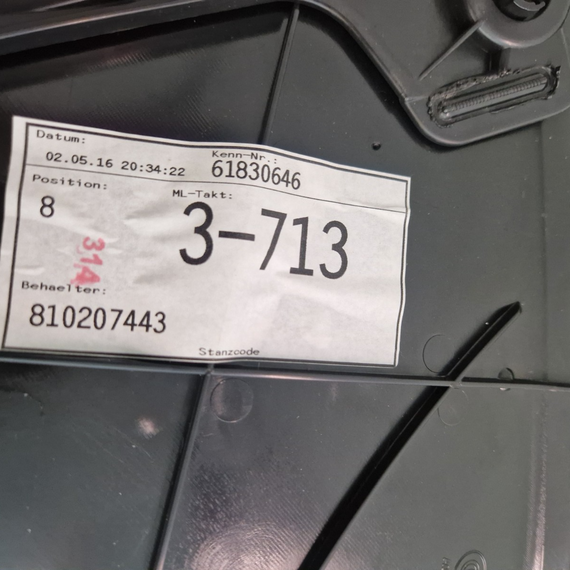 Datum:
02.05.16 20:34:22
Kenn-Nr.:
61830646
Position:
8
ML-Takt:
3-713
314
Behaelter:
810207443
Stanzcode